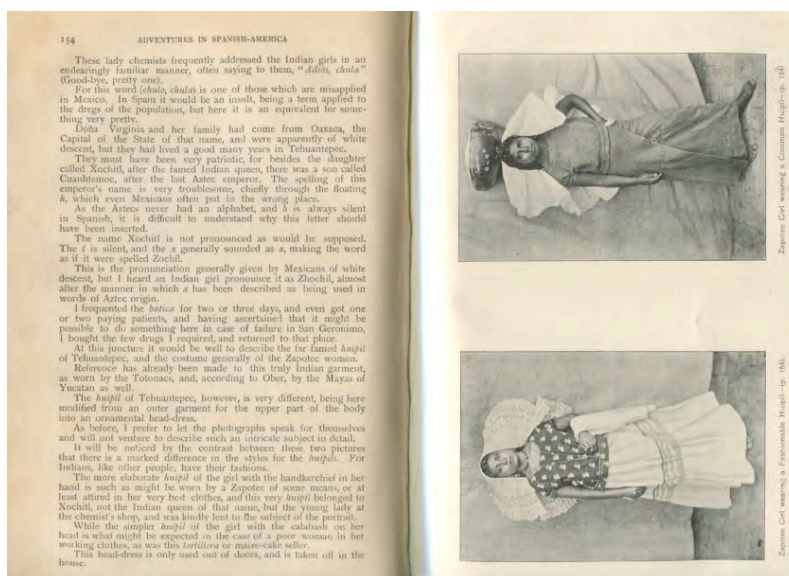 154 ADVENTURES IN SPANISH-AMERICA
These lady chemists frequently addressed the Indian girls in an
endearingly familiar manner, often saying to them, "Adios, chula"
(Good-bye, pretty one).
For this word (chulo, chula) is one of those which are misapplied
in Mexico. In Spain it would be an insult, being a term applied to
the dregs of the population, but here it is an equivalent for some-
thing very pretty.
Doña Virginia and her family had come from Oaxaca, the
Capital of the State of that name, and were apparently of white
descent, but they had lived a good many years in Tehuantepec.
They must have been very patriotic, for besides the daughter
called Xochitl, after the famed Indian queen, there was a son called
Cuauhtemoc, after the last Aztec emperor. The spelling of this
emperor's name is very troublesome, chiefly through the floating
h, which even Mexicans often put in the wrong place.
As the Aztecs never had an alphabet, and h is always silent
in Spanish, it is difficult to understand why this letter should
have been inserted.
The name Xochitl is not pronounced as would be supposed.
The t is silent, and the x generally sounded as z, making the word
as if it were spelled Zochil.
This is the pronunciation generally given by Mexicans of white
descent, but I heard an Indian girl pronounce it as Zhochil, almost
after the manner in which x has been described as being used in
words of Aztec origin.
I frequented the botica for two or three days, and even got one
or two paying patients, and having ascertained that it might be
possible to do something here in case of failure in San Geronimo,
I bought the few drugs I required, and returned to that place.
At this juncture it would be well to describe the far famed huipil
of Tehuantepec, and the costume generally of the Zapotec women.
Reference has already been made to this truly Indian garment,
as worn by the Totonacs, and, according to Ober, by the Mayas of
Yucatan as well.
The huipil of Tehuantepec, however, is very different, being here
modified from an outer garment for the upper part of the body
into an ornamental head-dress.
As before, I prefer to let the photographs speak for themselves
and will not venture to describe such an intricate subject in detail.
It will be noticed by the contrast between these two pictures
that there is a marked difference in the styles for the huipils. For
Indians, like other people, have their fashions.
The more elaborate huipil of the girl with the handkerchief in her
hand is such as might be worn by a Zapotec of some means, or at
least attired in her very best clothes, and this very huipil belonged to
Xochitl, not the Indian queen of that name, but the young lady at
the chemist's shop, and was kindly lent to the subject of the portrait.
While the simpler huipil of the girl with the calabash on her
head is what might be expected in the case of a poor woman in her
working clothes, as was this tortillera or maize-cake seller.
This head-dress is only used out of doors, and is taken off in the
house.
Zapotec Girl wearing a Common Huipil—(p. 154)
Zapotec Girl wearing a Fashionable Huipil—(p. 154).